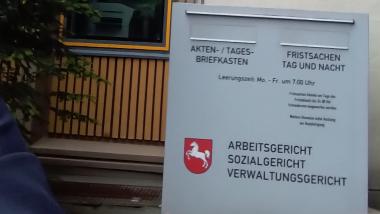 AKTEN- / TAGES-
BRIEFKASTEN
FRISTSACHEN
TAG UND NACHT
Leerungszeit: Mo. - Fr. um 7.00 Uhr
ARBEITSGERICHT
SOZIALGERICHT
VERWALTUNGSGERICHT